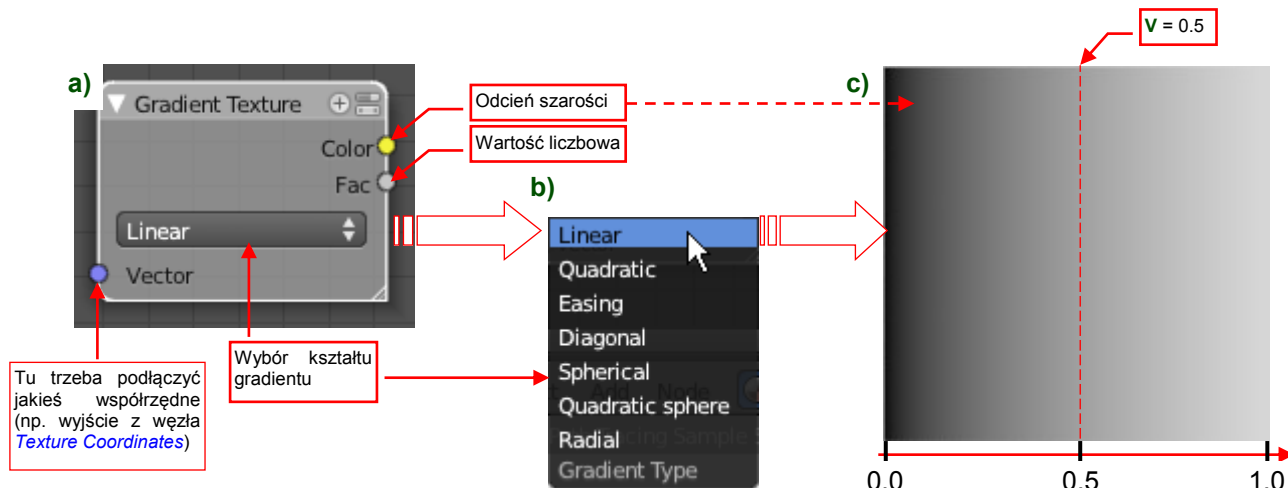 V = 0.5
a)
Gradient Texture
Color
Fac
Linear
Vector
Odcień szarości
Wartość liczbowa
b)
Linear
Quadratic
Easing
Diagonal
Spherical
Quadratic sphere
Radial
Gradient Type
c)
Tu trzeba podłączyć
jakieś współrzędne
(np. wyjście z węzła
Texture Coordinates)
Wybór kształtu
gradientu
0.0
0.5
1.0